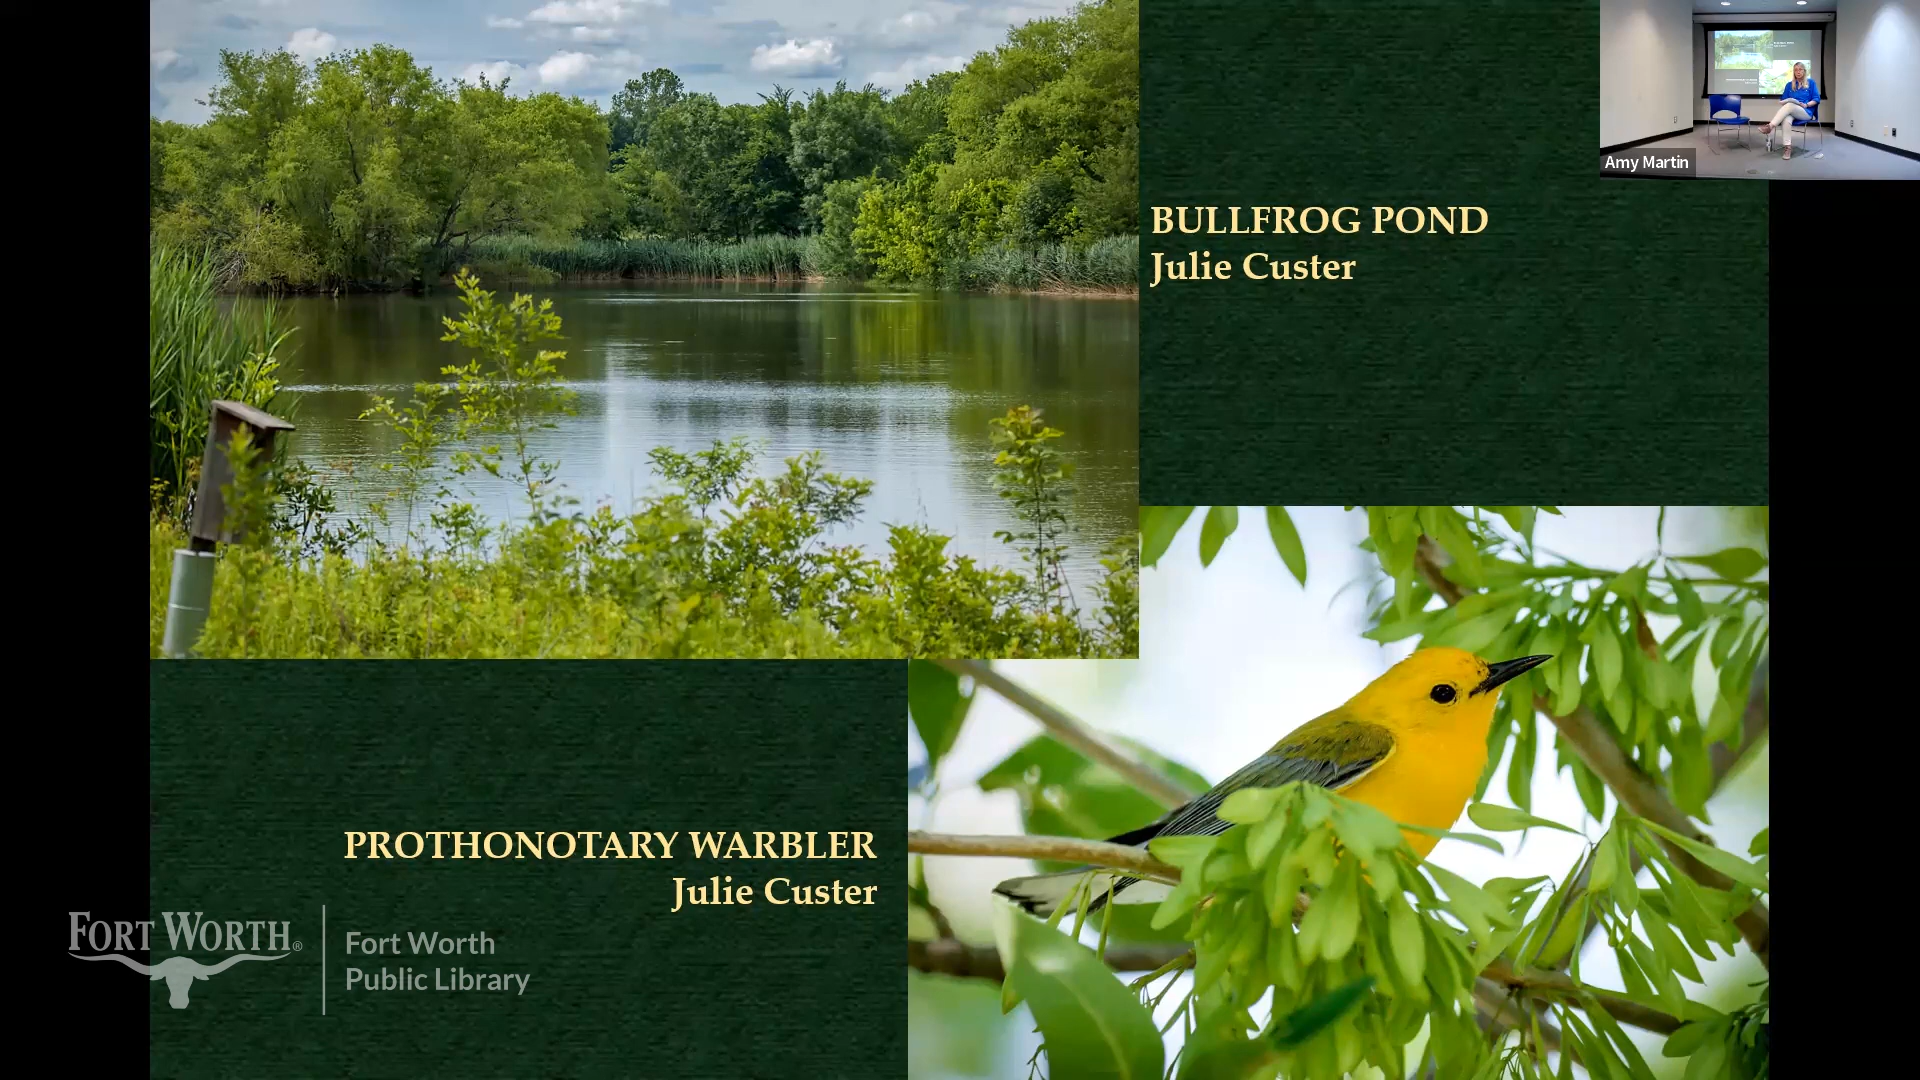 Amy Martin
BULLFROG POND
Julie Custer
PROTHONOTARY WARBLER
Julie Custer
FORT WORTH®
Fort Worth
Public Library